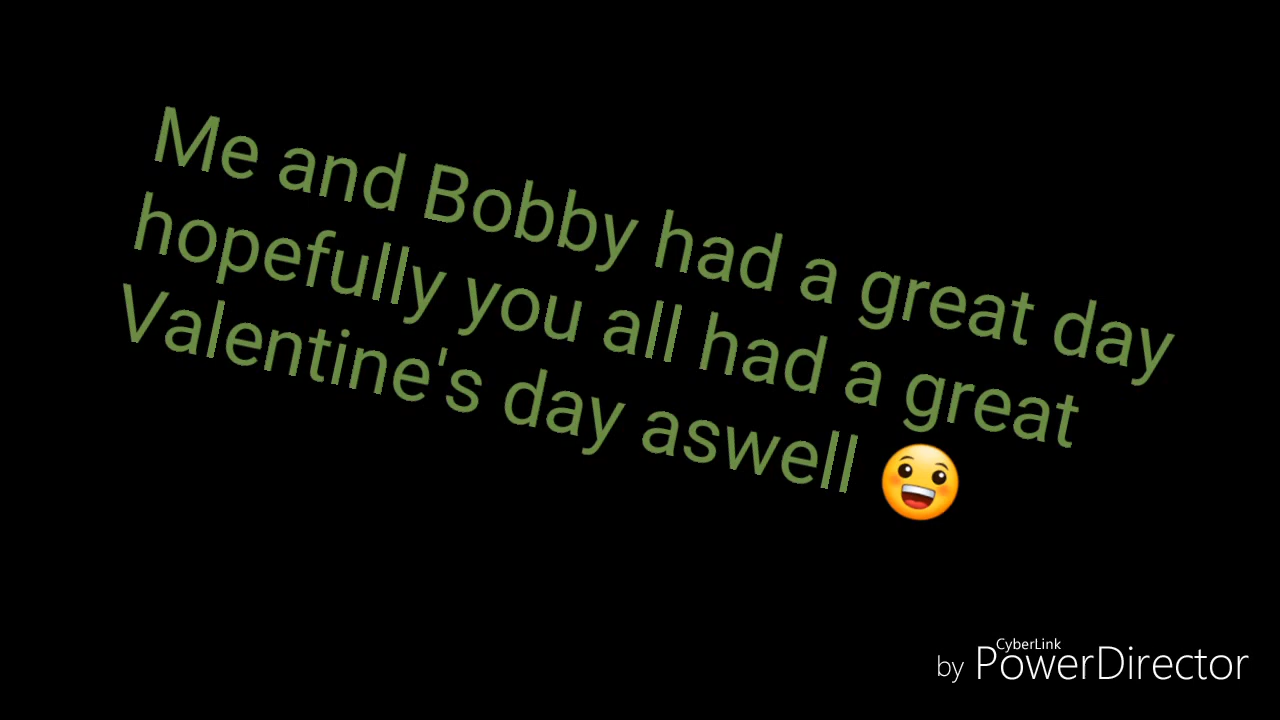 Me and Bobby had a great day
hopefully you all had a great
Valentine's day aswell 😀
by CyberLink PowerDirector